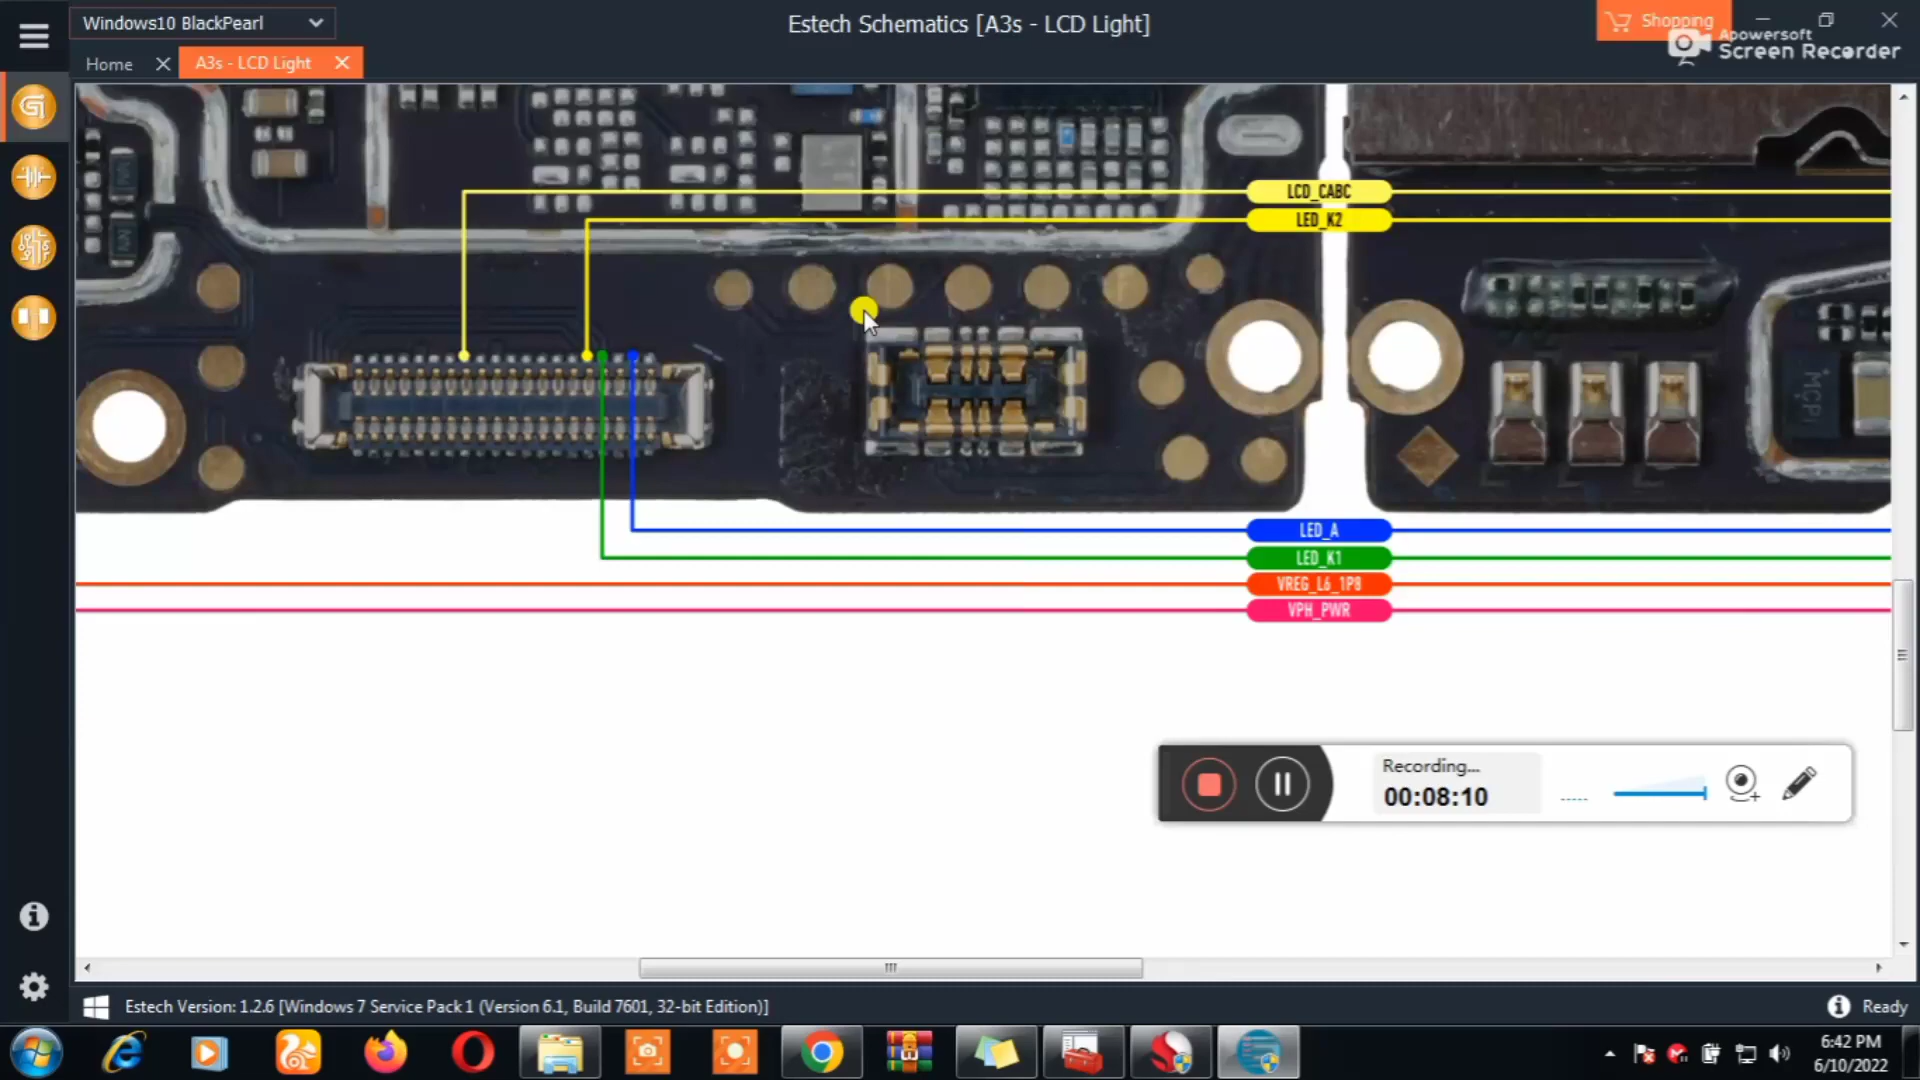 Windows10 BlackPearl
Estech Schematics [A3s - LCD Light]
Shopping
Apowersoft
Screen Recorder
Home
A3s - LCD Light
LCD_CABC
LED_K2
LED_A
LED_K1
VREG_L6_1P8
VPH_PWR
Recording...
00:08:10
Estech Version: 1.2.6 [Windows 7 Service Pack 1 (Version 6.1, Build 7601, 32-bit Edition)]
Ready
6:42 PM
6/10/2022